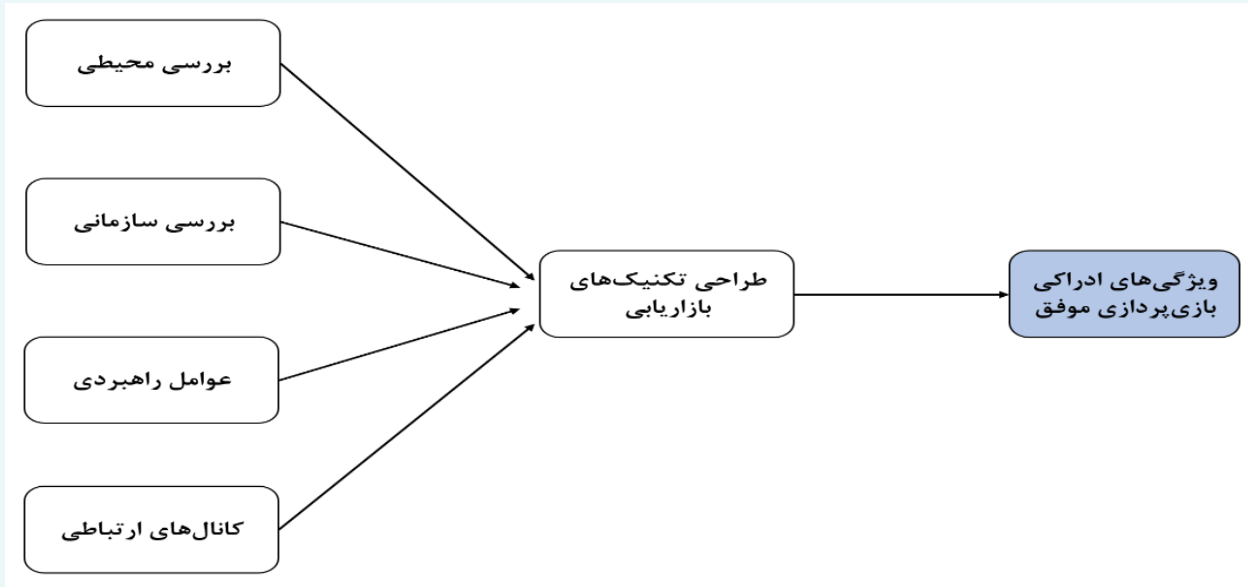 بررسی محیطی
بررسی سازمانی
عوامل راهبردی
کانال‌های ارتباطی
طراحی تکنیک‌های
بازاریابی
ویژگی‌های ادراکی
بازی‌پردازی موفق